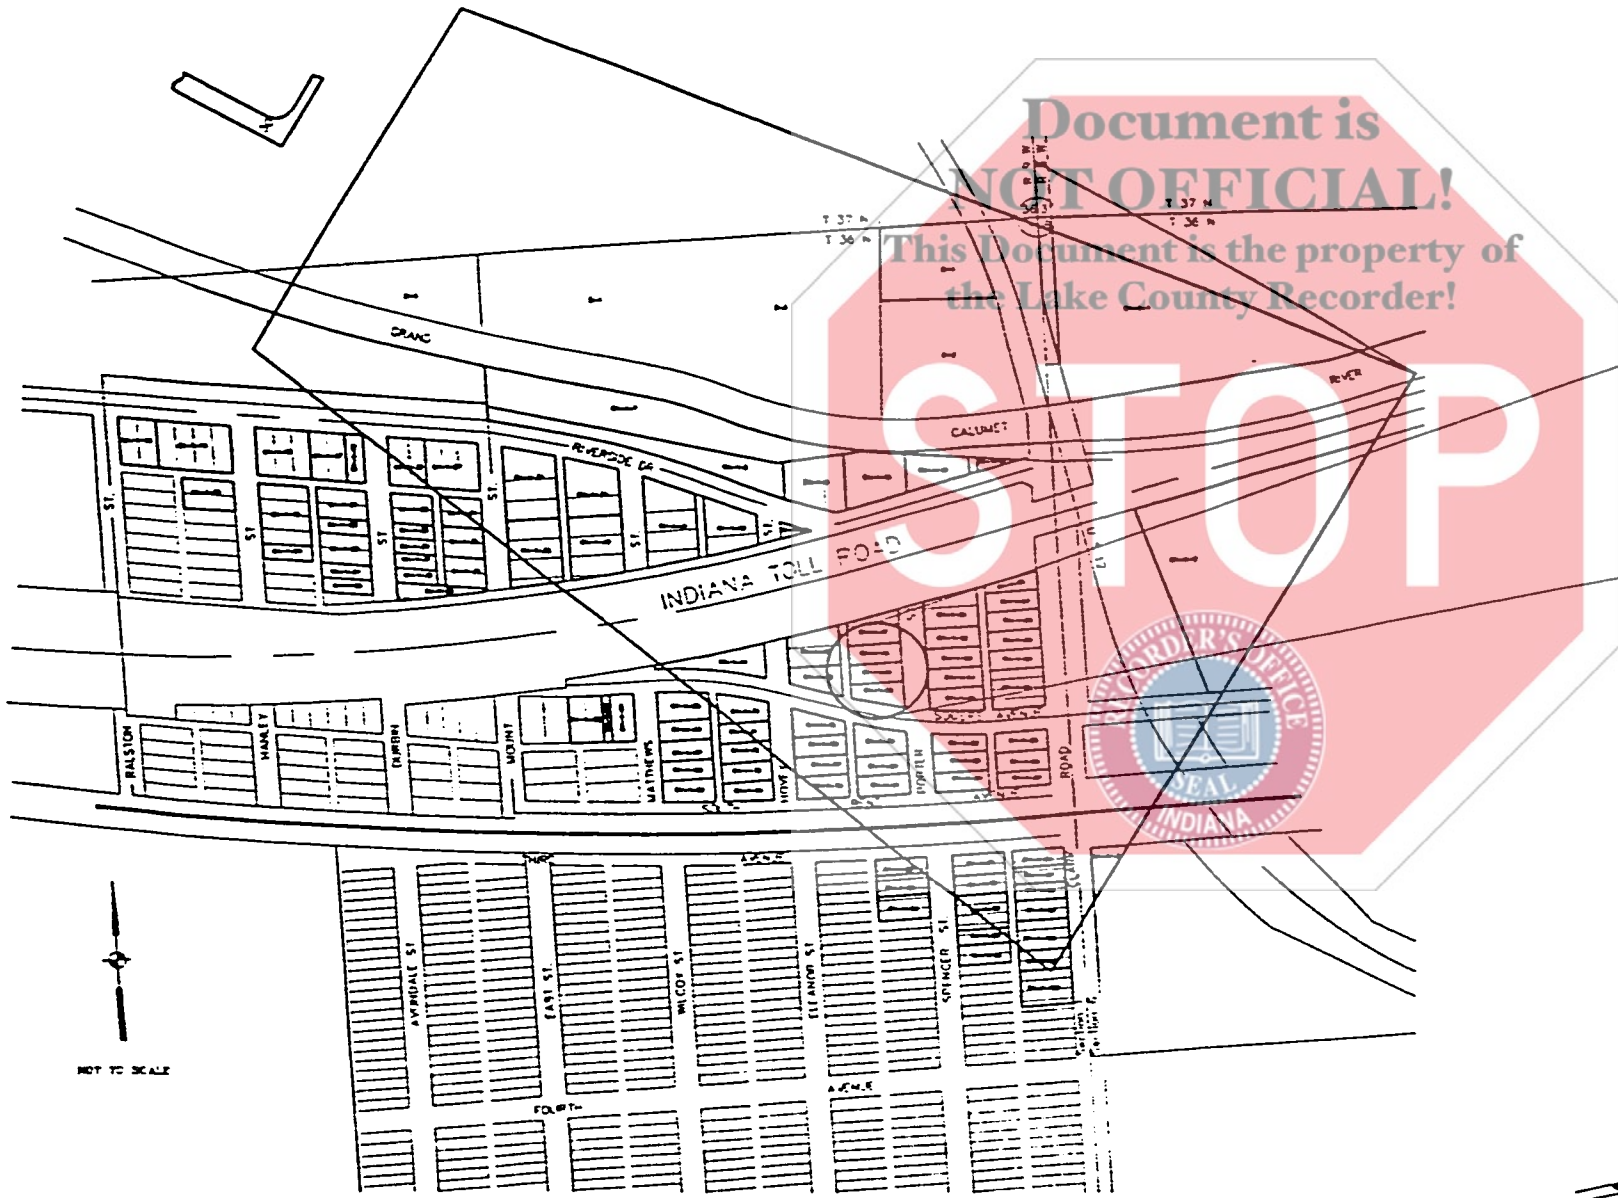 Document is
NOT OFFICIAL!
This Document is the property of
the Lake County Recorder!
STOP
RECORDER'S OFFICE
SEAL
INDIANA
T 37 N
T 36 N
T 37 N
T 36 N
GRAND
CALUMET
RIVER
RIVERSIDE DR
INDIANA TOLL ROAD
ST.
ST
ST
ST.
ST.
ST.
RALSTON
HANLEY
DURBIN
MOUNT
MATTHEWS
PORTER
ROAD
CLARK
AVENUE
AVONDALE ST
EAST ST
WILCOX ST
ELEANOR ST
SPENCER ST.
FOURTH
AVENUE
NOT TO SCALE